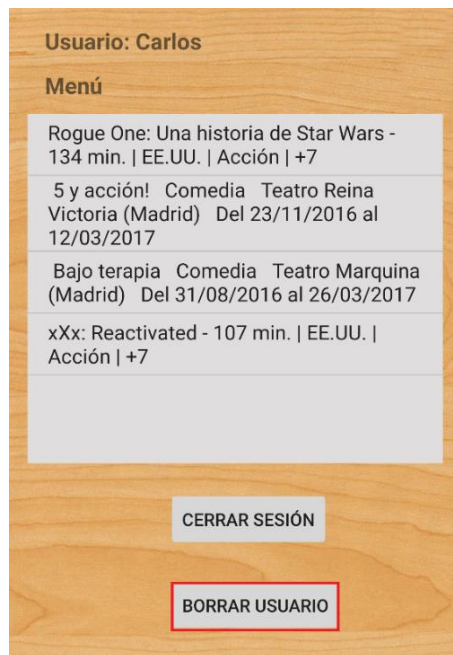 Usuario: Carlos
Menú
Rogue One: Una historia de Star Wars -
134 min. | EE.UU. | Acción | +7
5 y acción!   Comedia   Teatro Reina
Victoria (Madrid)   Del 23/11/2016 al
12/03/2017
Bajo terapia   Comedia   Teatro Marquina
(Madrid)   Del 31/08/2016 al 26/03/2017
xXx: Reactivated - 107 min. | EE.UU. |
Acción | +7
CERRAR SESIÓN
BORRAR USUARIO